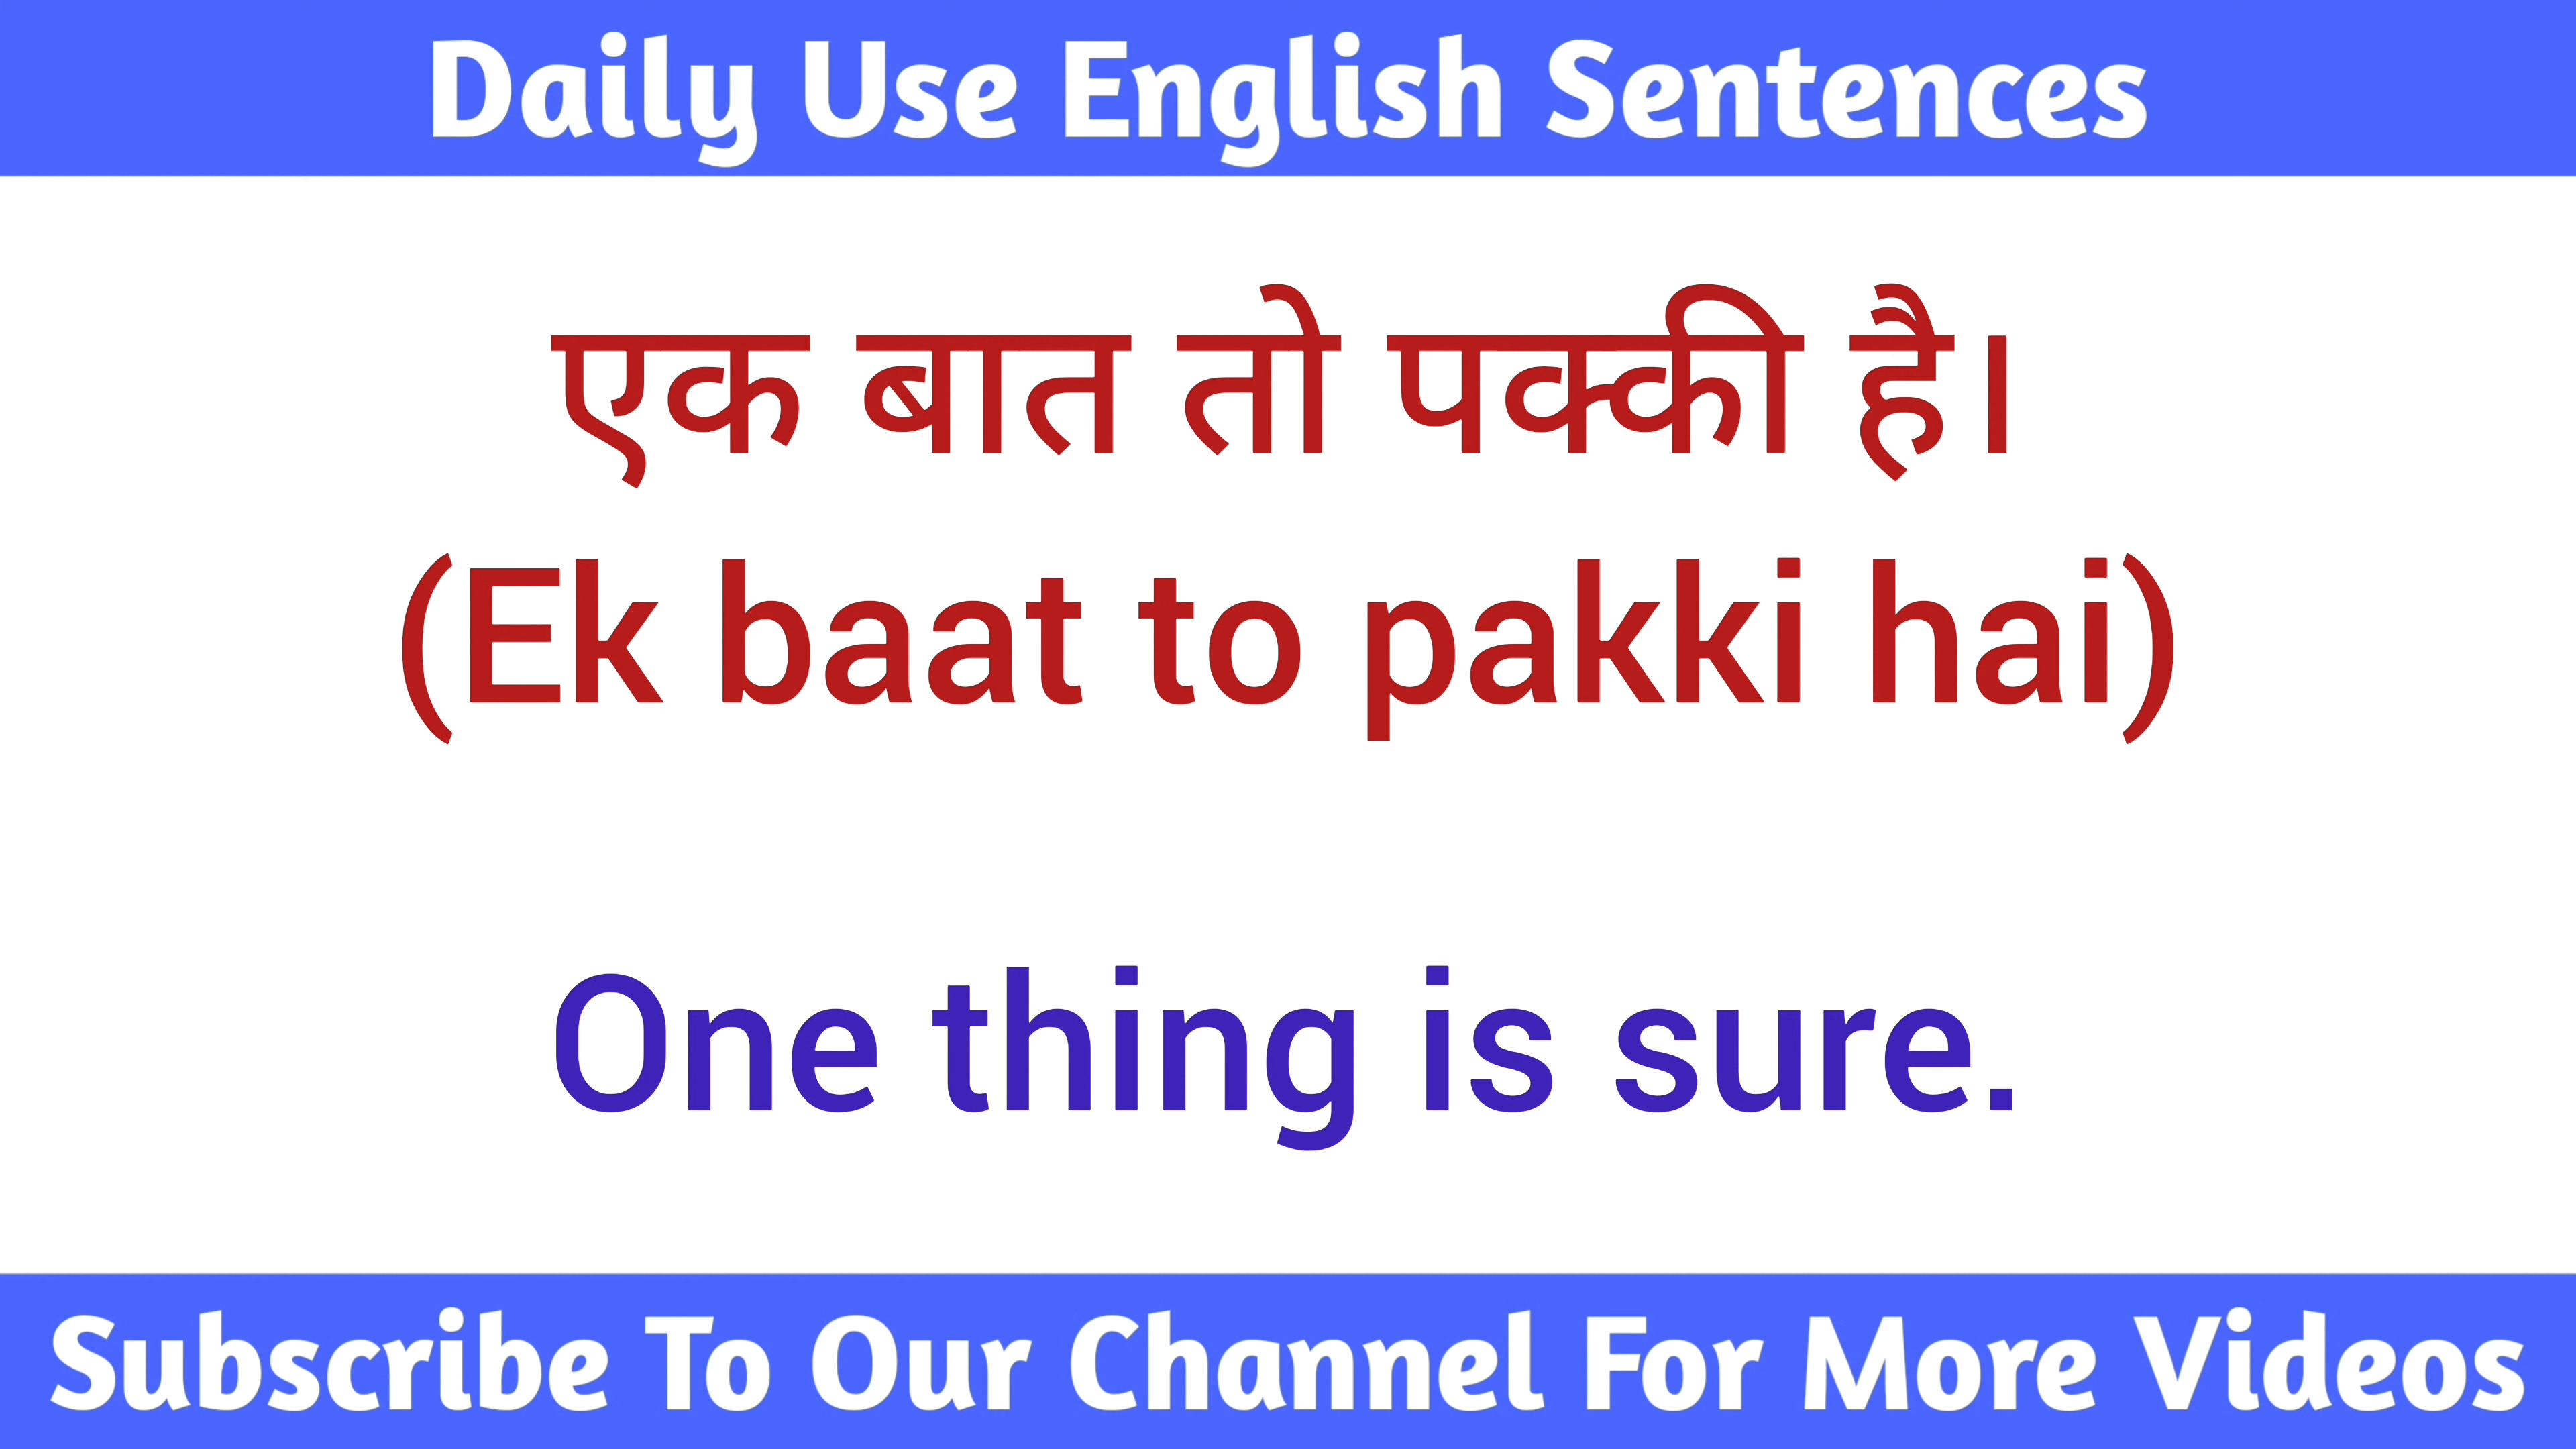 Daily Use English Sentences
एक बात तो पक्की है।
(Ek baat to pakki hai)
One thing is sure.
Subscribe To Our Channel For More Videos